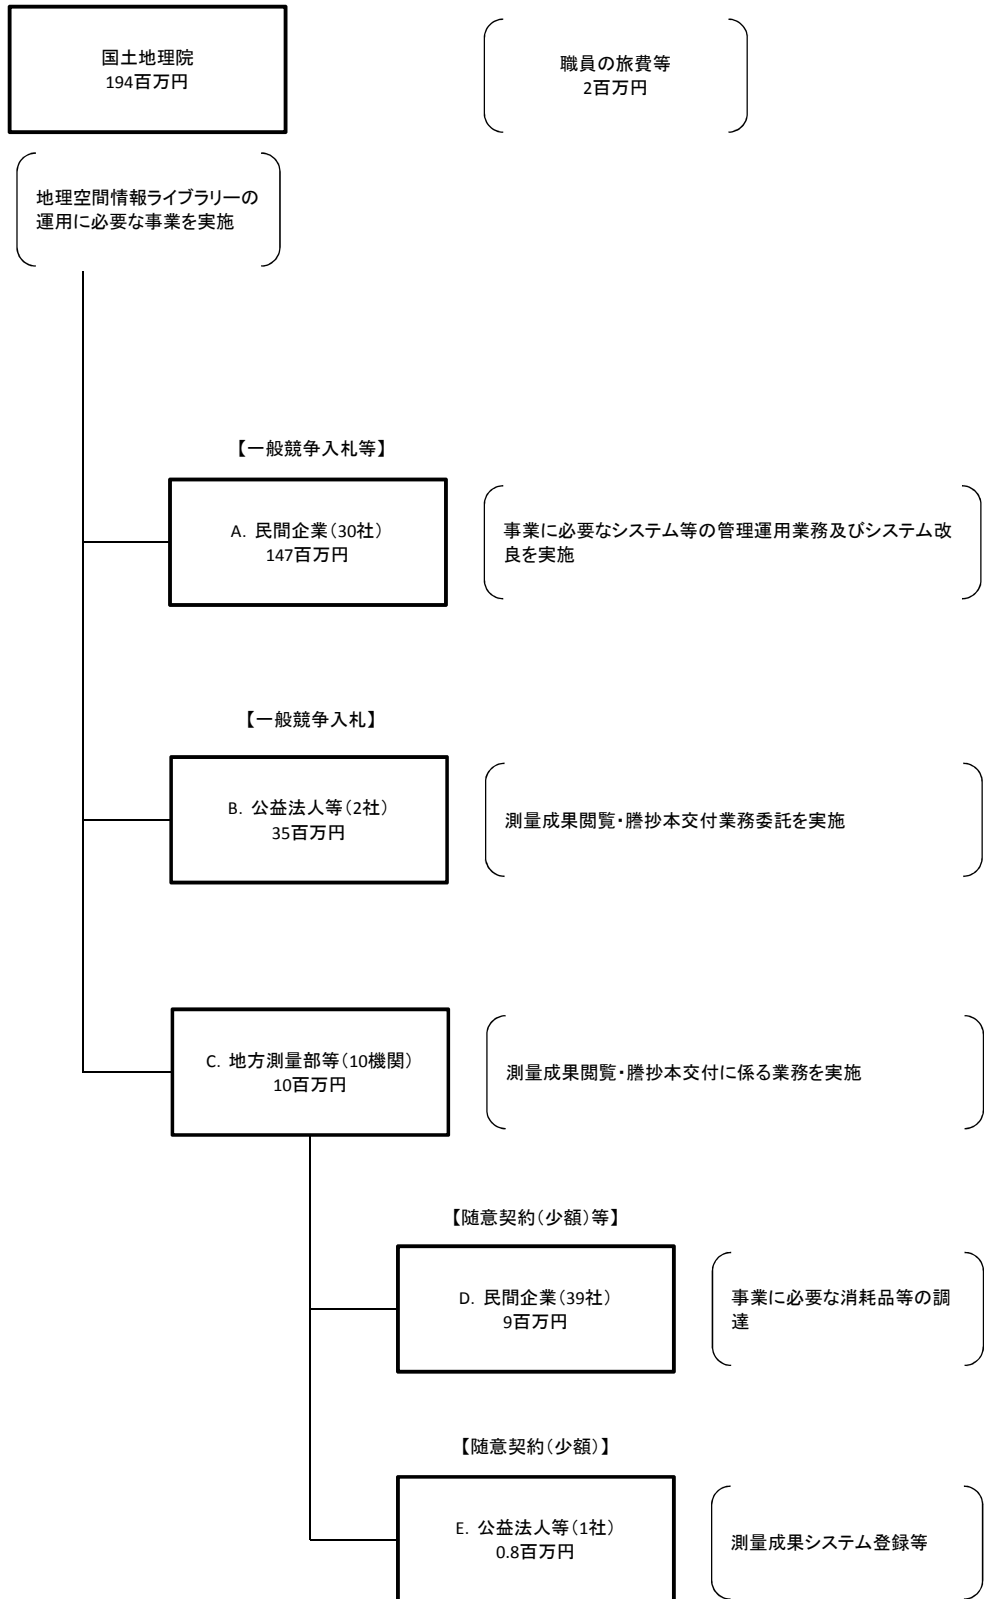 国土地理院
194百万円
職員の旅費等
2百万円
地理空間情報ライブラリーの
運用に必要な事業を実施
【一般競争入札等】
A. 民間企業(30社)
147百万円
事業に必要なシステム等の管理運用業務及びシステム改
良を実施
【一般競争入札】
B. 公益法人等(2社)
35百万円
測量成果閲覧・謄抄本交付業務委託を実施
C. 地方測量部等(10機関)
10百万円
測量成果閲覧・謄抄本交付に係る業務を実施
【随意契約(少額)等】
D. 民間企業(39社)
9百万円
事業に必要な消耗品等の調
達
【随意契約(少額)】
E. 公益法人等(1社)
0.8百万円
測量成果システム登録等